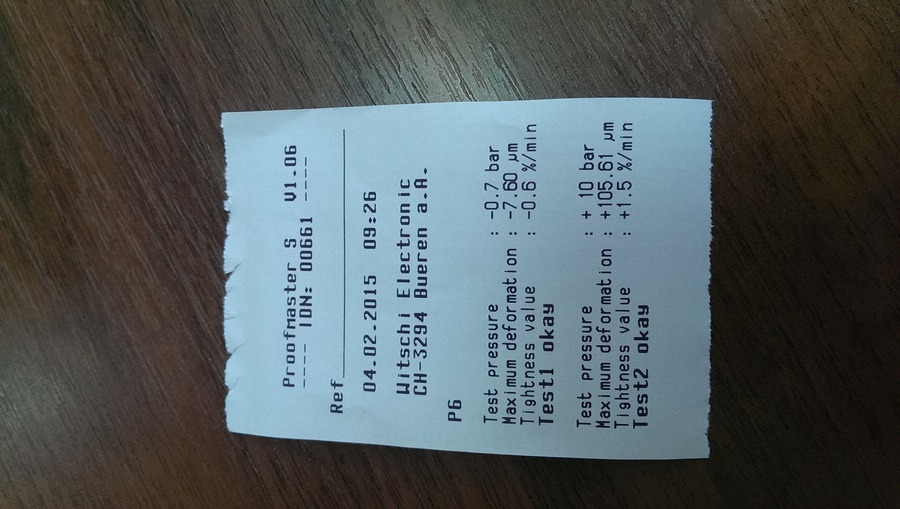 Proofmaster S V1.06
---- IDN: 00661 ----
Ref
04.02.2015 09:26
Witschi Electronic
CH-3294 Bueren a.A.
P6
Test pressure : -0.7 bar
Maximum deformation : -7.60 µm
Tightness value : -0.6 %/min
Test1 okay
Test pressure : + 10 bar
Maximum deformation : +105.61 µm
Tightness value : +1.5 %/min
Test2 okay